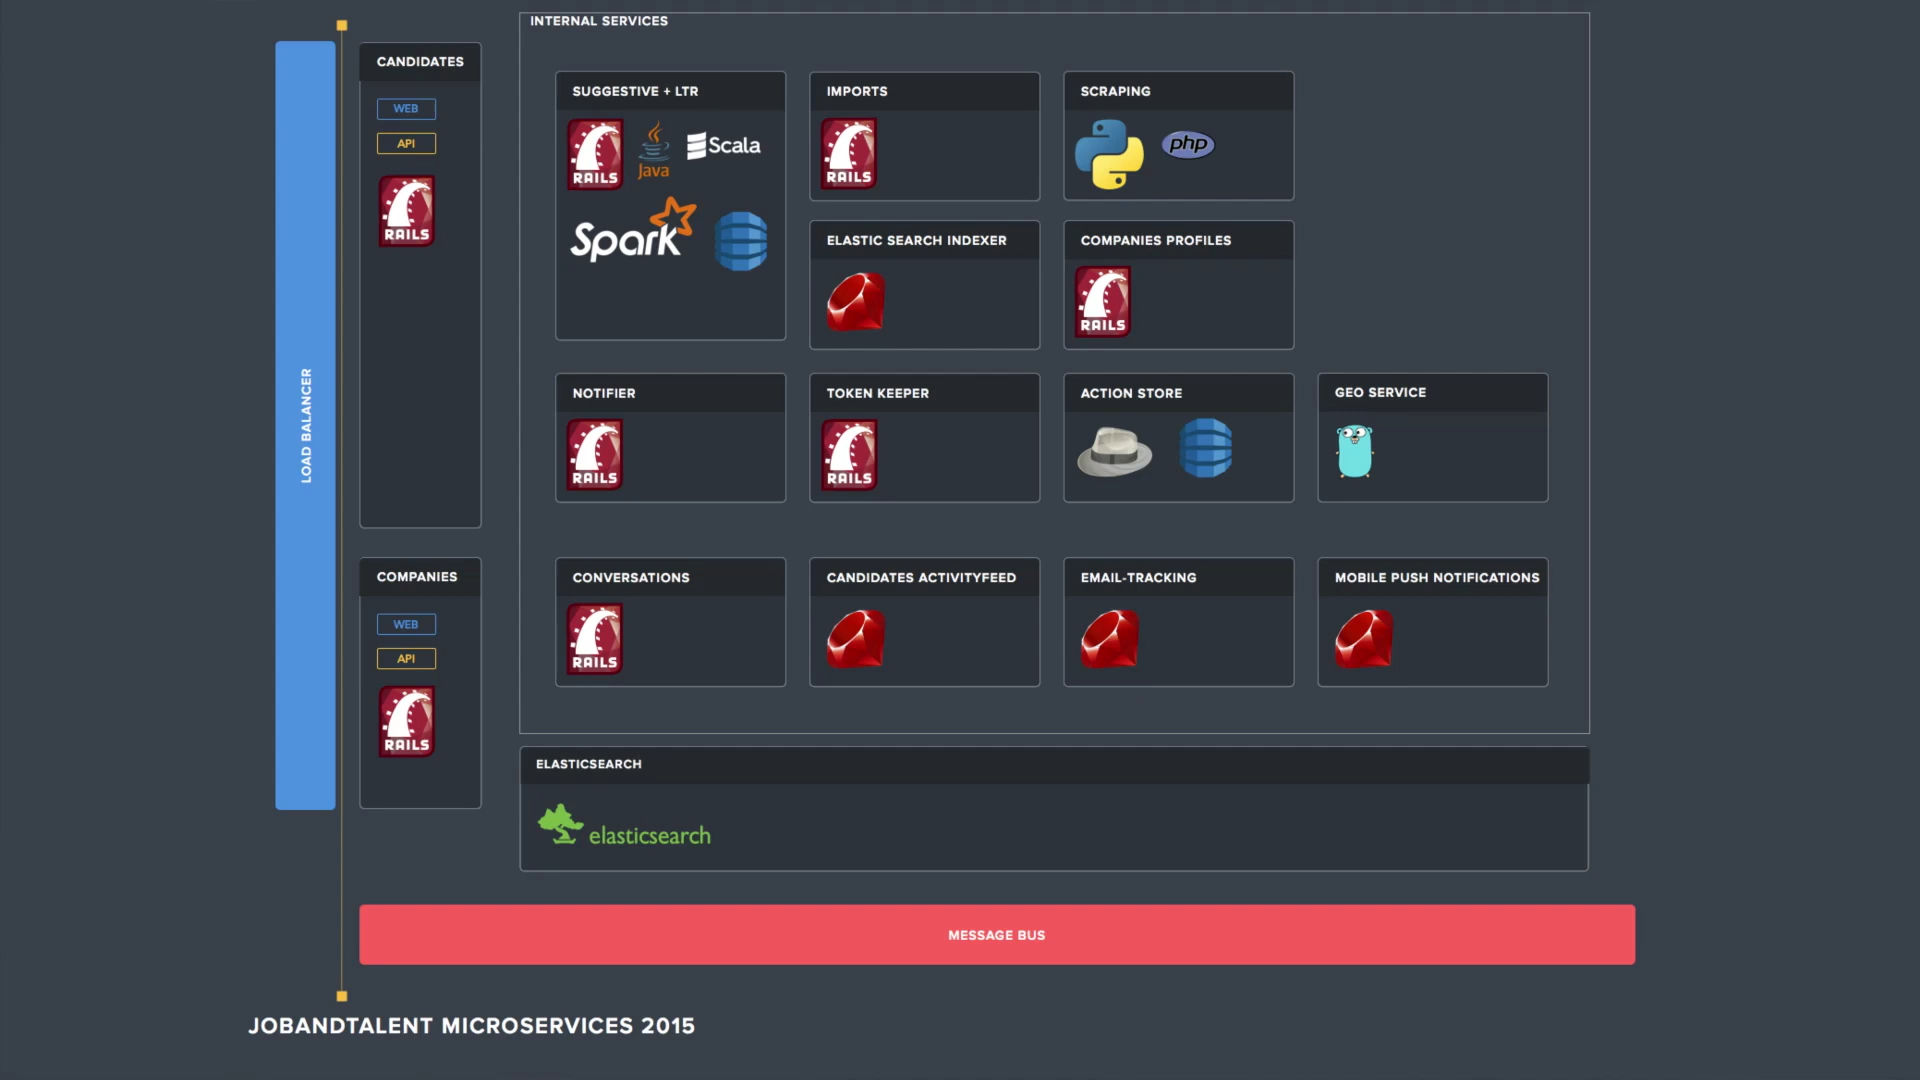 INTERNAL SERVICES
LOAD BALANCER
CANDIDATES
WEB
API
RAILS
SUGGESTIVE + LTR
RAILS
Java
Scala
Spark
IMPORTS
RAILS
SCRAPING
php
ELASTIC SEARCH INDEXER
COMPANIES PROFILES
RAILS
NOTIFIER
RAILS
TOKEN KEEPER
RAILS
ACTION STORE
GEO SERVICE
COMPANIES
WEB
API
RAILS
CONVERSATIONS
RAILS
CANDIDATES ACTIVITYFEED
EMAIL-TRACKING
MOBILE PUSH NOTIFICATIONS
ELASTICSEARCH
elasticsearch
MESSAGE BUS
JOBANDTALENT MICROSERVICES 2015